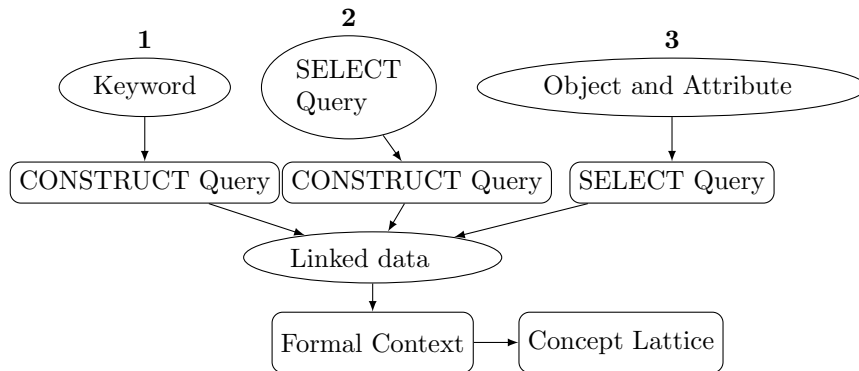 1
2
3
Keyword
SELECT
Query
Object and Attribute
CONSTRUCT Query
CONSTRUCT Query
SELECT Query
Linked data
Formal Context
Concept Lattice